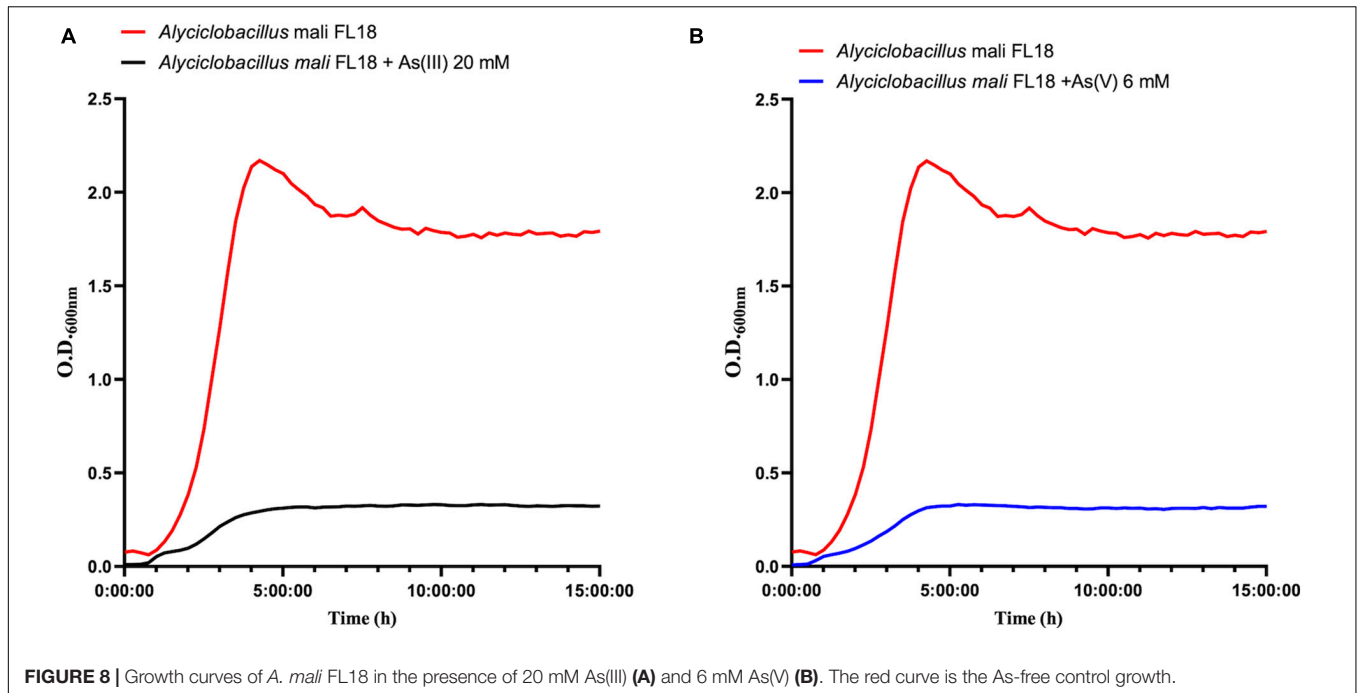 A
Alyciclobacillus mali FL18
Alyciclobacillus mali FL18 + As(III) 20 mM
2.5
2.0
1.5
1.0
0.5
0.0
O.D.600nm
0:00:00 5:00:00 10:00:00 15:00:00
Time (h)
B
Alyciclobacillus mali FL18
Alyciclobacillus mali FL18 +As(V) 6 mM
2.5
2.0
1.5
1.0
0.5
0.0
O.D.600nm
0:00:00 5:00:00 10:00:00 15:00:00
Time (h)
FIGURE 8 | Growth curves of A. mali FL18 in the presence of 20 mM As(III) (A) and 6 mM As(V) (B). The red curve is the As-free control growth.